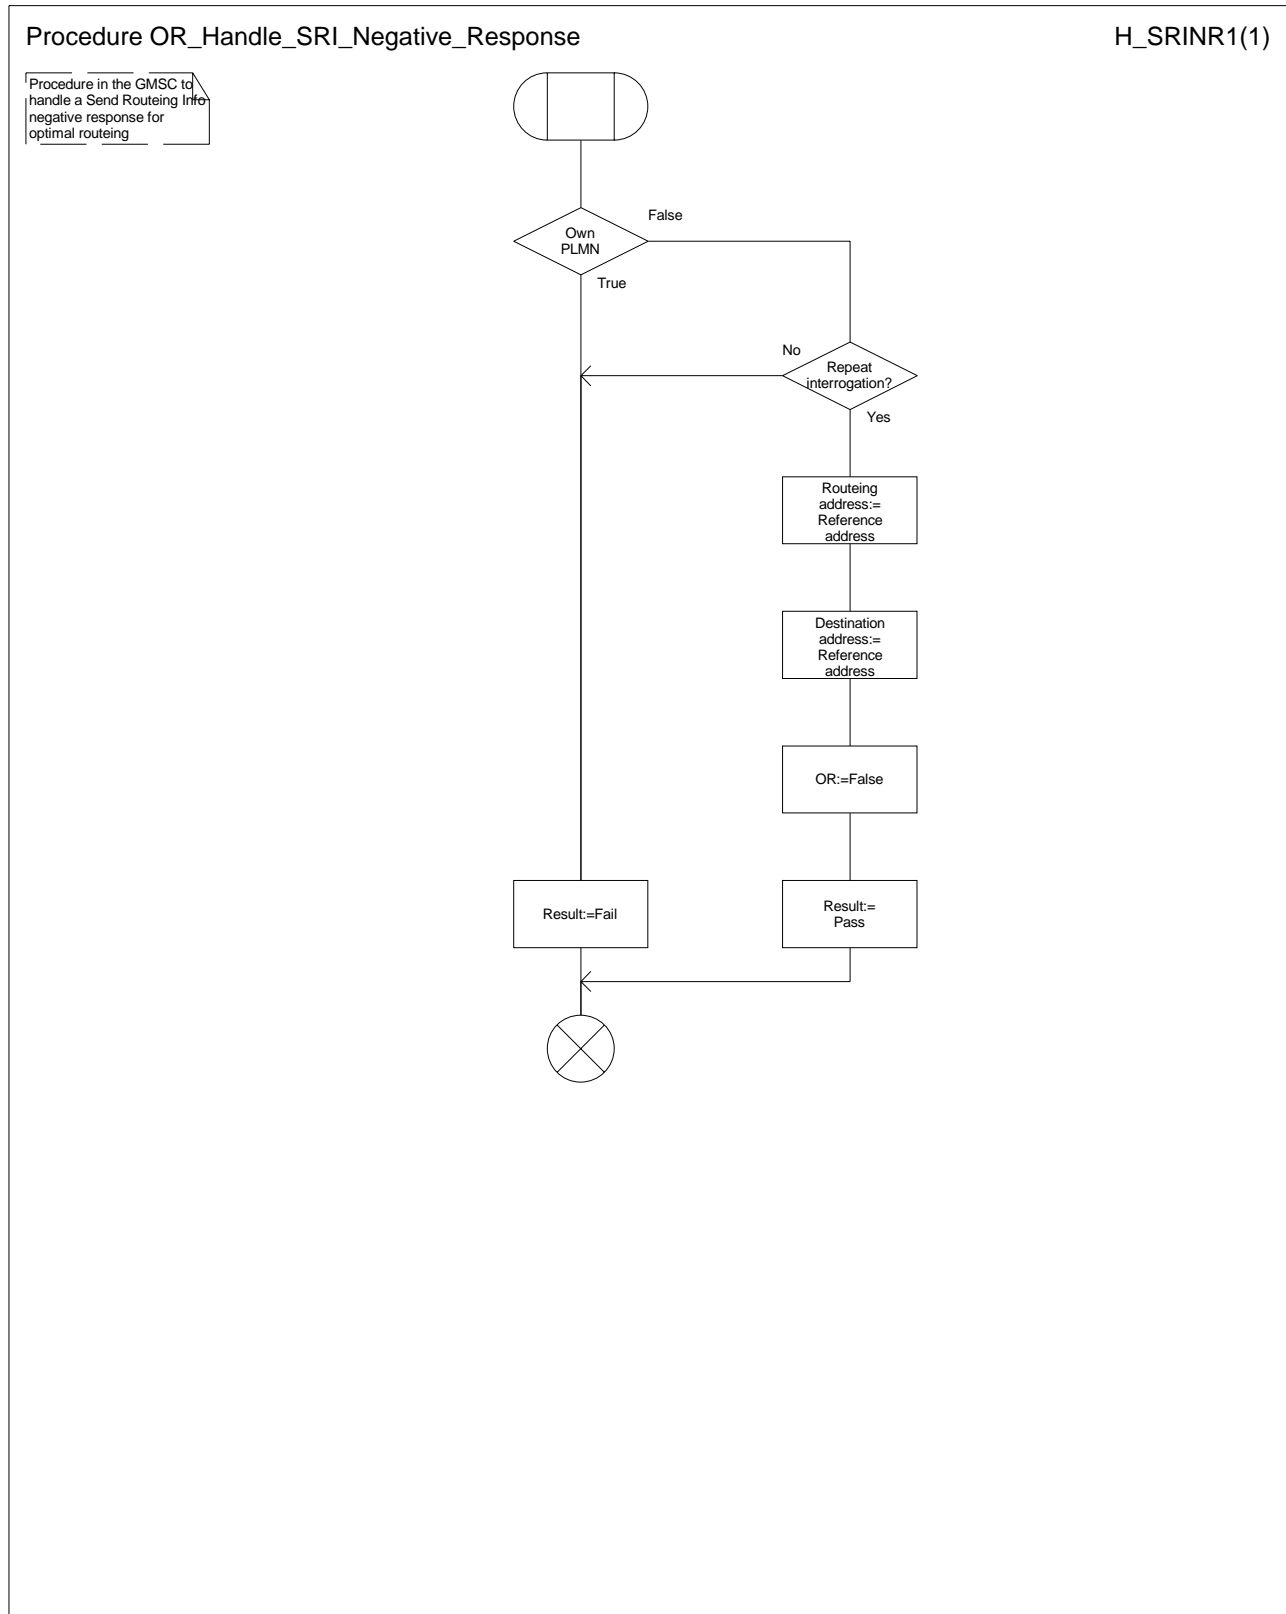 Procedure OR_Handle_SRI_Negative_Response
H_SRINR1(1)
Procedure in the GMSC to
handle a Send Routeing Info
negative response for
optimal routeing
False
Own
PLMN
True
No
Repeat
interrogation?
Yes
Routeing
address:=
Reference
address
Destination
address:=
Reference
address
OR:=False
Result:=Fail
Result:=
Pass